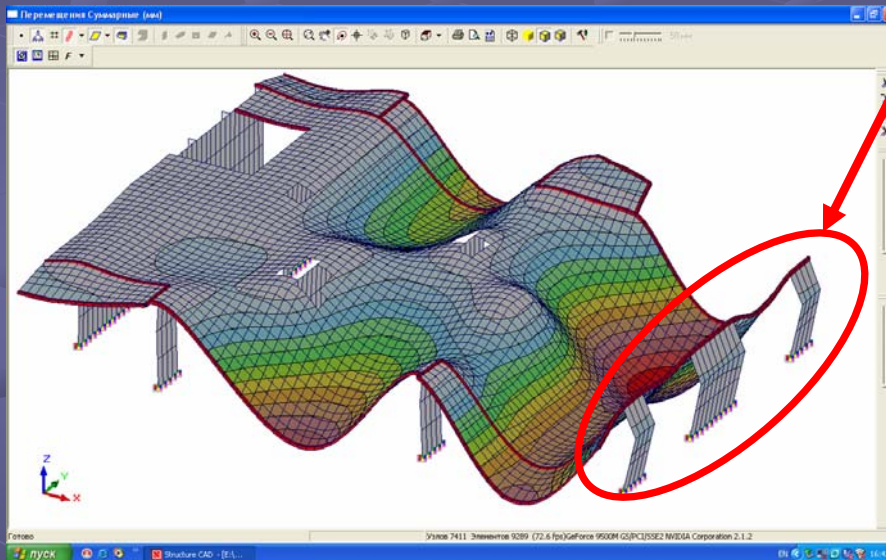 Перемещения Суммарные (мм)
F
Z
Y
X
Готово
Узлов 7411 Элементов 9289 (72.6 fps)GeForce 9500M GS/PCI/SSE2 NVIDIA Corporation 2.1.2
пуск
Structure CAD - [E:\...
EN